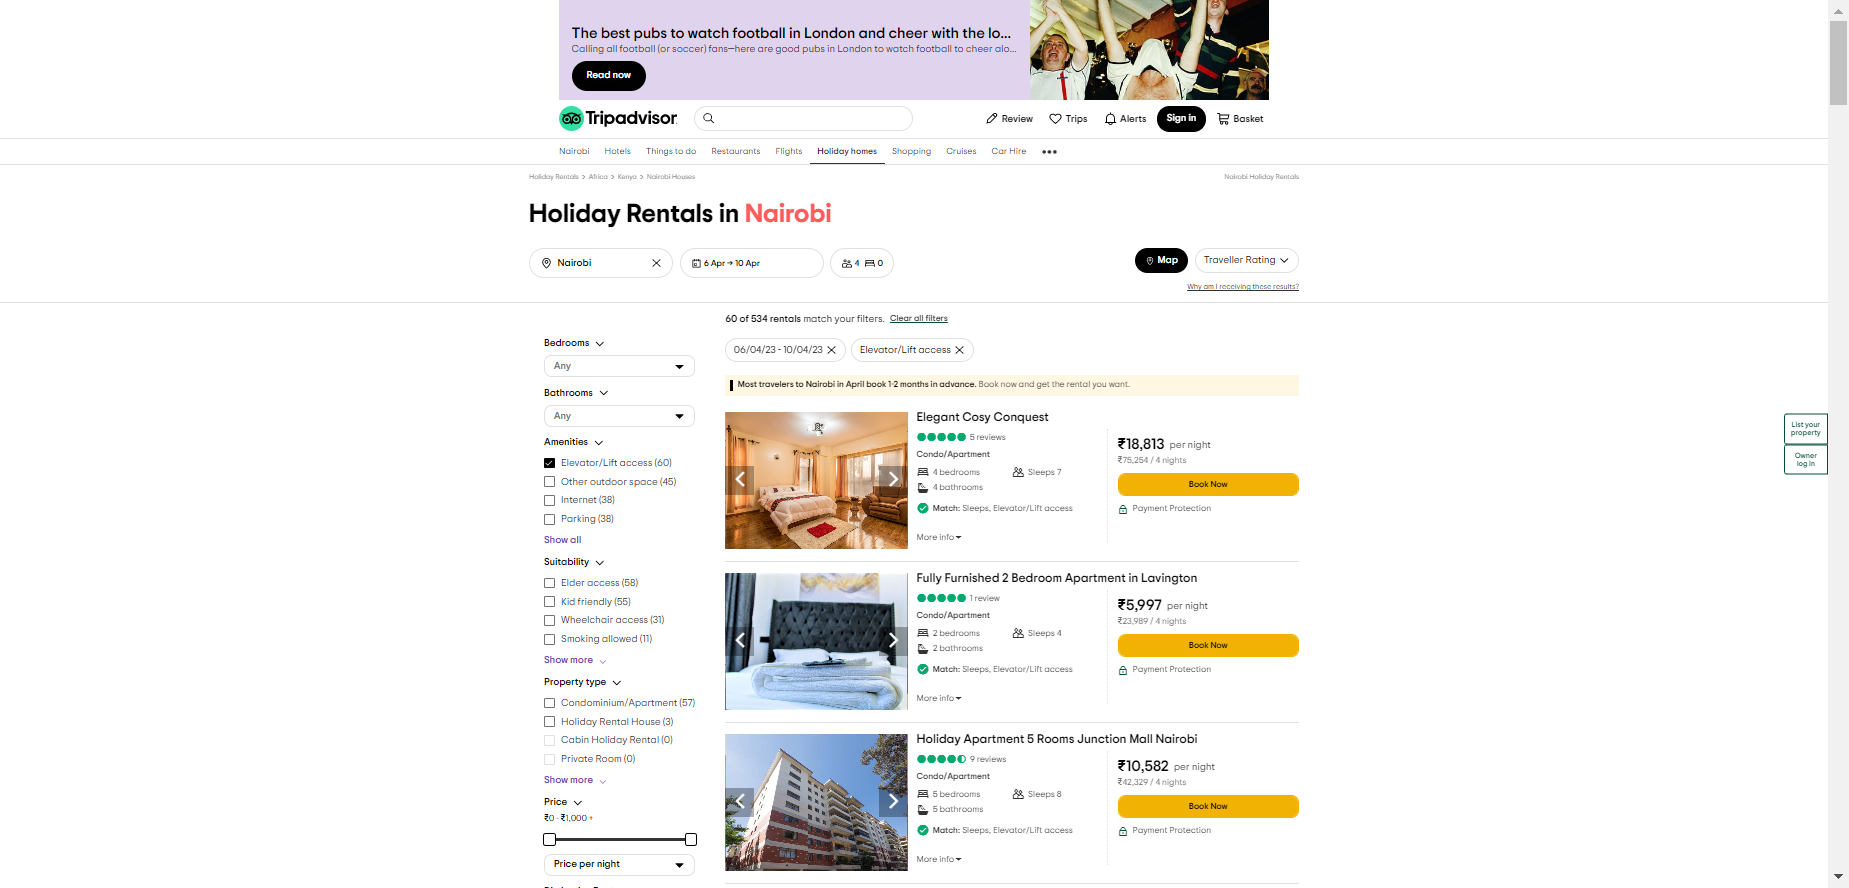 The best pubs to watch football in London and cheer with the lo...
Calling all football (or soccer) fans—here are good pubs in London to watch football to cheer alo...
Read now
Tripadvisor
Review
Trips
Alerts
Sign in
Basket
Nairobi
Hotels
Things to do
Restaurants
Flights
Holiday homes
Shopping
Cruises
Car Hire
Holiday Rentals > Africa > Kenya > Nairobi Houses
Nairobi Holiday Rentals
Holiday Rentals in Nairobi
Nairobi
6 Apr → 10 Apr
4 0
Map
Traveller Rating
Why am I receiving these results?
60 of 534 rentals match your filters. Clear all filters
06/04/23 - 10/04/23
Elevator/Lift access
Most travelers to Nairobi in April book 1-2 months in advance. Book now and get the rental you want.
Bedrooms
Any
Bathrooms
Any
Amenities
Elevator/Lift access (60)
Other outdoor space (45)
Internet (38)
Parking (38)
Show all
Suitability
Elder access (58)
Kid friendly (55)
Wheelchair access (31)
Smoking allowed (11)
Show more
Property type
Condominium/Apartment (57)
Holiday Rental House (3)
Cabin Holiday Rental (0)
Private Room (0)
Show more
Price
₹0 - ₹1,000 +
Price per night
Elegant Cosy Conquest
5 reviews
Condo/Apartment
4 bedrooms
Sleeps 7
4 bathrooms
Match: Sleeps, Elevator/Lift access
More info
₹18,813 per night
₹75,254 / 4 nights
Book Now
Payment Protection
Fully Furnished 2 Bedroom Apartment in Lavington
1 review
Condo/Apartment
2 bedrooms
Sleeps 4
2 bathrooms
Match: Sleeps, Elevator/Lift access
More info
₹5,997 per night
₹23,989 / 4 nights
Book Now
Payment Protection
Holiday Apartment 5 Rooms Junction Mall Nairobi
9 reviews
Condo/Apartment
5 bedrooms
Sleeps 8
5 bathrooms
Match: Sleeps, Elevator/Lift access
More info
₹10,582 per night
₹42,329 / 4 nights
Book Now
Payment Protection
List your
property
Owner
log in